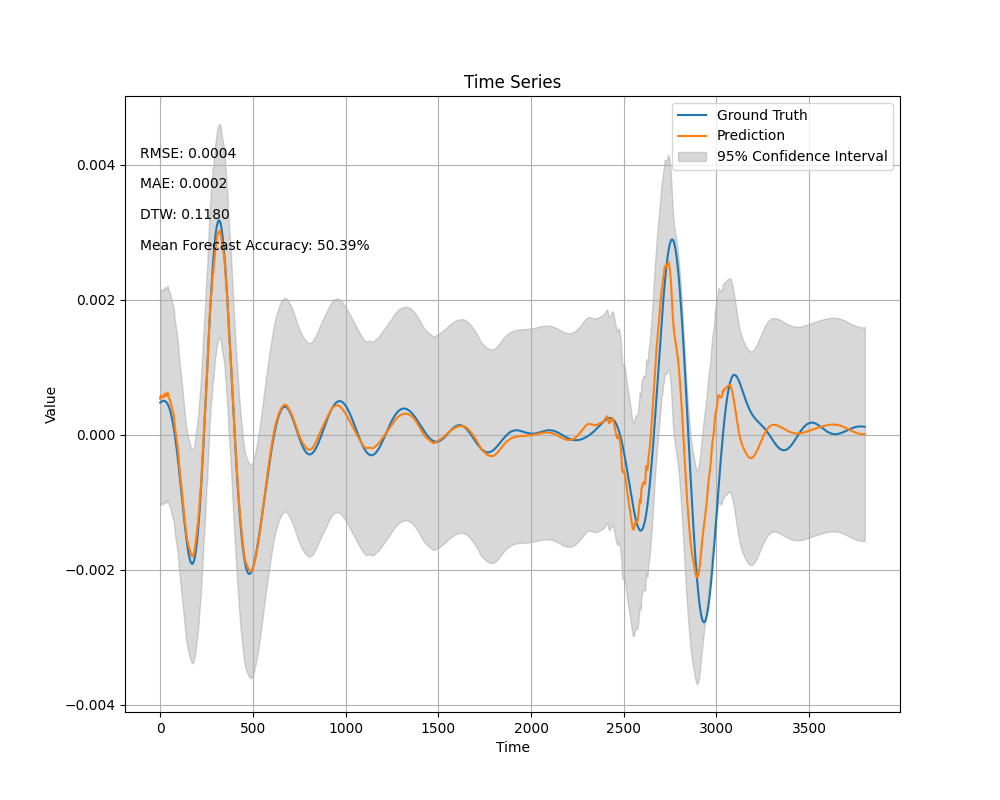 Time Series
Ground Truth
Prediction
95% Confidence Interval
RMSE: 0.0004
MAE: 0.0002
DTW: 0.1180
Mean Forecast Accuracy: 50.39%
Value
0.004
0.002
0.000
−0.002
−0.004
0 500 1000 1500 2000 2500 3000 3500
Time